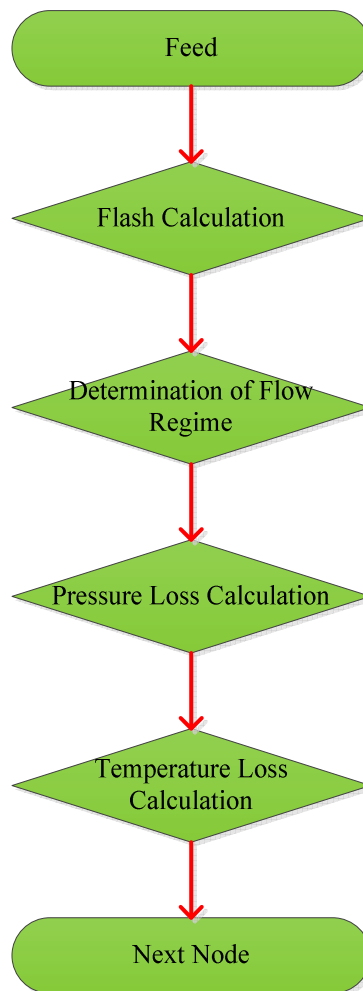 Feed
Flash Calculation
Determination of Flow
Regime
Pressure Loss Calculation
Temperature Loss
Calculation
Next Node